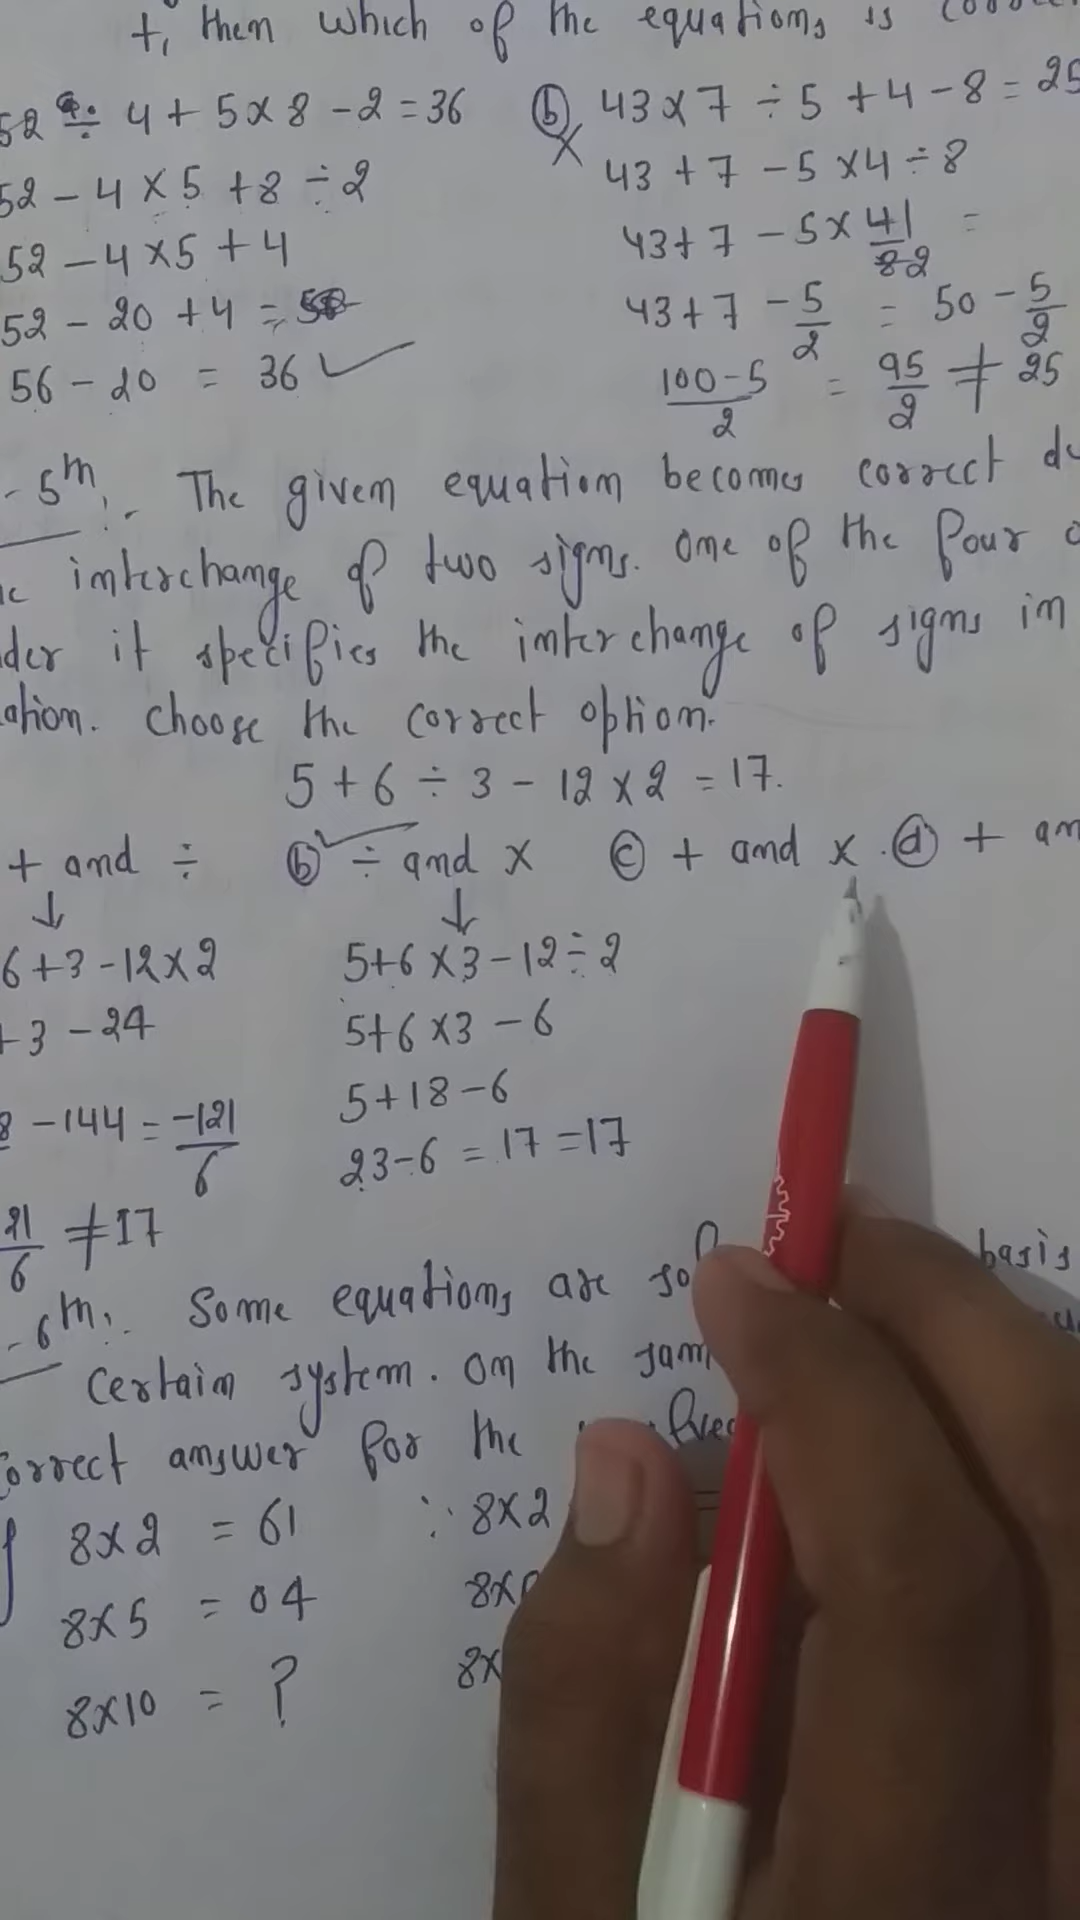 +, then which of the equations is
52 ÷ 4 + 5 x 8 - 2 = 36
52 - 4 x 5 + 8 ÷ 2
52 - 4 x 5 + 4
52 - 20 + 4 =
56 - 20 = 36 ✓
(b) 43 x 7 ÷ 5 + 4 - 8 = 25
x 43 + 7 - 5 x 4 ÷ 8
43 + 7 - 5 x 41/82 =
43 + 7 - 5/2 = 50 - 5/2
100 - 5/2 = 95/2 ≠ 25
- 5m:- The given equation becomes correct
interchange of two signs. One of the four
it specifies the interchange of signs in
Choose the correct option.
5 + 6 ÷ 3 - 12 x 2 = 17.
+ and ÷ (b) ✓ ÷ and x (c) + and x . (d) +
↓ ↓
6 + 3 - 12 x 2
+ 3 - 24
- 144 = -121/6
≠ 17
5 + 6 x 3 - 12 ÷ 2
5 + 6 x 3 - 6
5 + 18 - 6
23 - 6 = 17 = 17
- 6m:- Some equations are basis
certain system. On the
correct answer for the
8 x 2 = 61
8 x 5 = 04
8 x 10 = ?
∵ 8 x 2 =
8 x
8 x